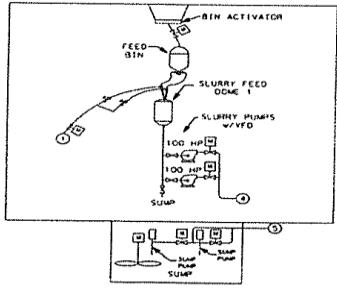 BIN ACTIVATOR
M
FEED
BIN
SLURRY FEED
DOME 1
SLURRY PUMPS
w/VFD
M
1
100 HP
M
100 HP
M
SUMP
4
5
M
M
M
SUMP
PUMP
SUMP
PUMP
SUMP